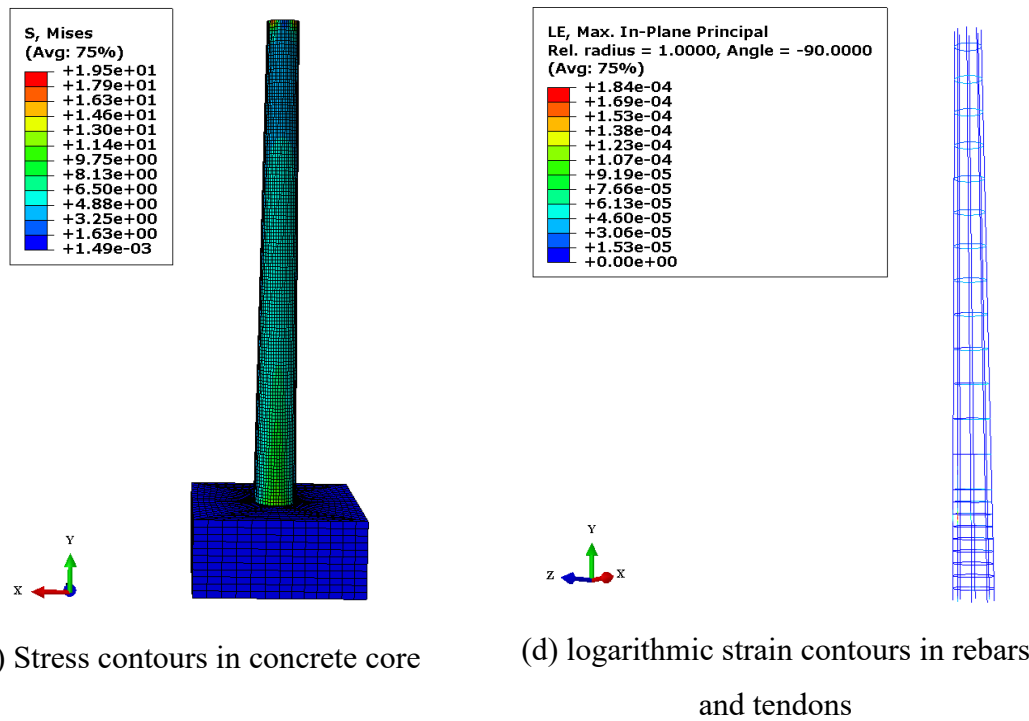 S, Mises
(Avg: 75%)
+1.95e+01
+1.79e+01
+1.63e+01
+1.46e+01
+1.30e+01
+1.14e+01
+9.75e+00
+8.13e+00
+6.50e+00
+4.88e+00
+3.25e+00
+1.63e+00
+1.49e-03
Y
X
) Stress contours in concrete core
LE, Max. In-Plane Principal
Rel. radius = 1.0000, Angle = -90.0000
(Avg: 75%)
+1.84e-04
+1.69e-04
+1.53e-04
+1.38e-04
+1.23e-04
+1.07e-04
+9.19e-05
+7.66e-05
+6.13e-05
+4.60e-05
+3.06e-05
+1.53e-05
+0.00e+00
Y
Z X
(d) logarithmic strain contours in rebars
and tendons